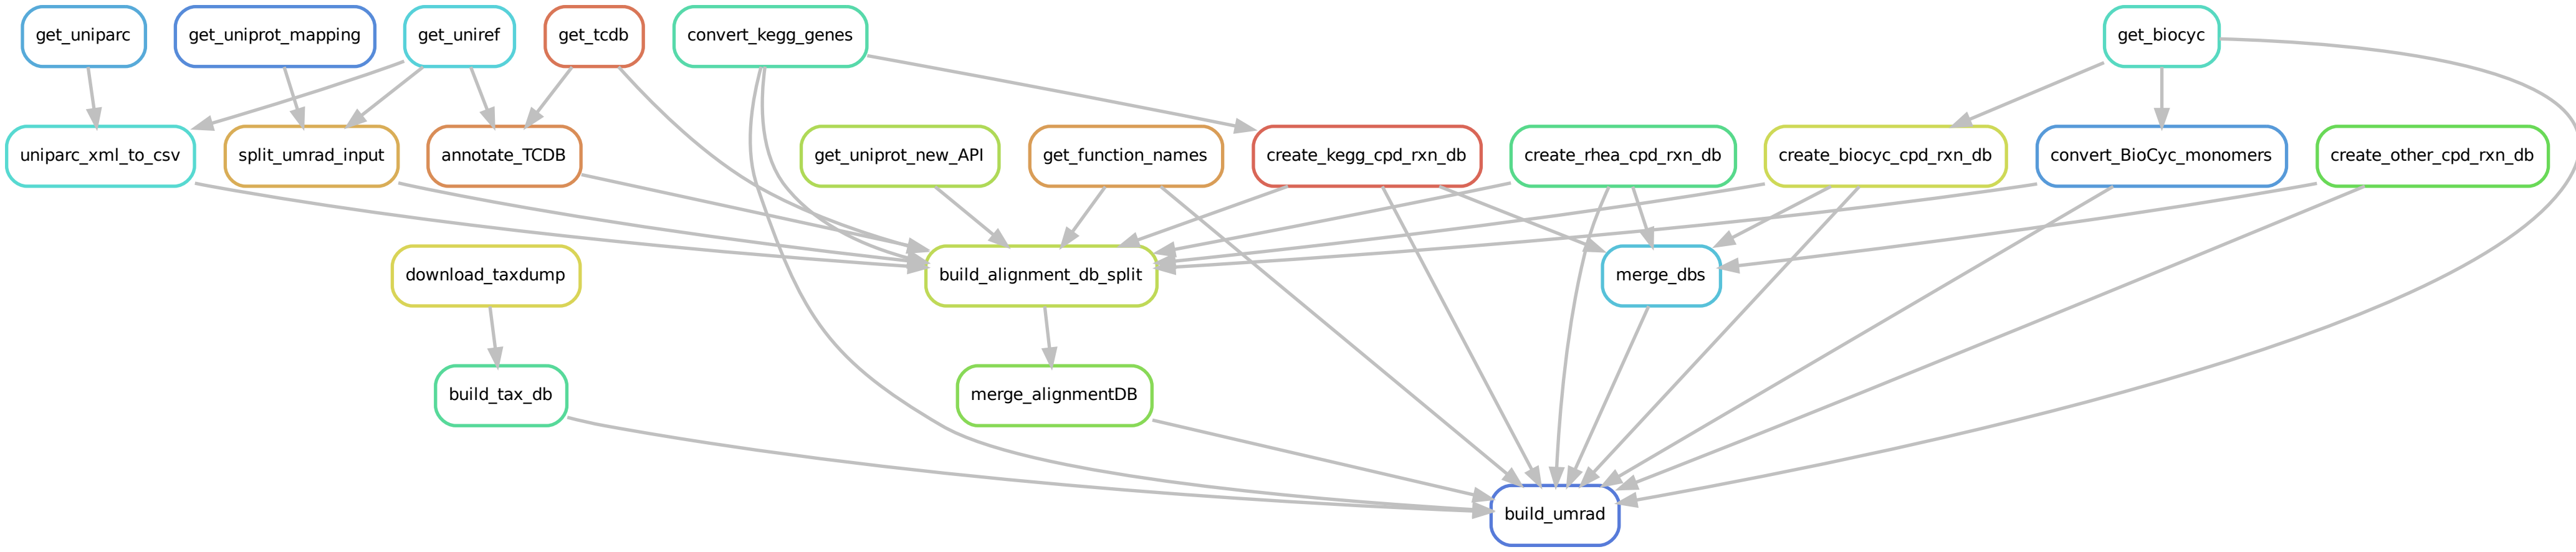 get_uniparc
get_uniprot_mapping
get_uniref
get_tcdb
convert_kegg_genes
get_biocyc
uniparc_xml_to_csv
split_umrad_input
annotate_TCDB
get_uniprot_new_API
get_function_names
create_kegg_cpd_rxn_db
create_rhea_cpd_rxn_db
create_biocyc_cpd_rxn_db
convert_BioCyc_monomers
create_other_cpd_rxn_db
download_taxdump
build_alignment_db_split
merge_dbs
build_tax_db
merge_alignmentDB
build_umrad